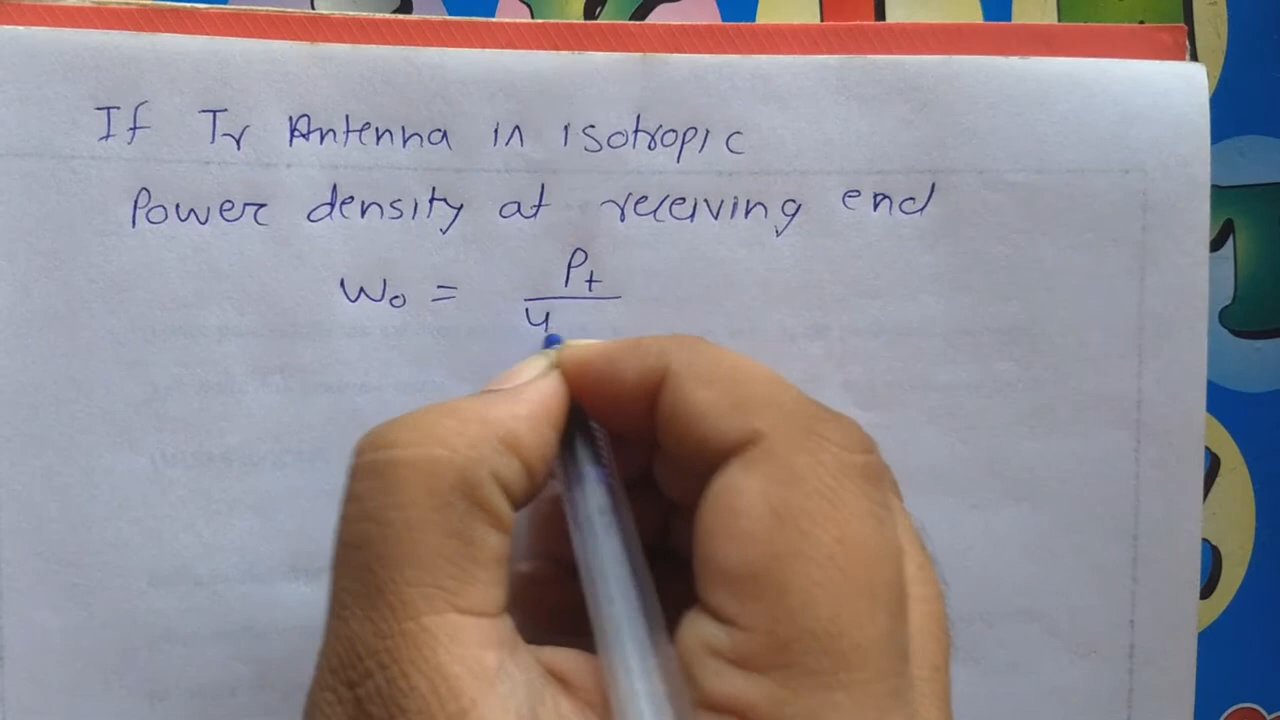 If Tr Antenna in isotropic
Power density at receiving end
W₀ = Pt / 4